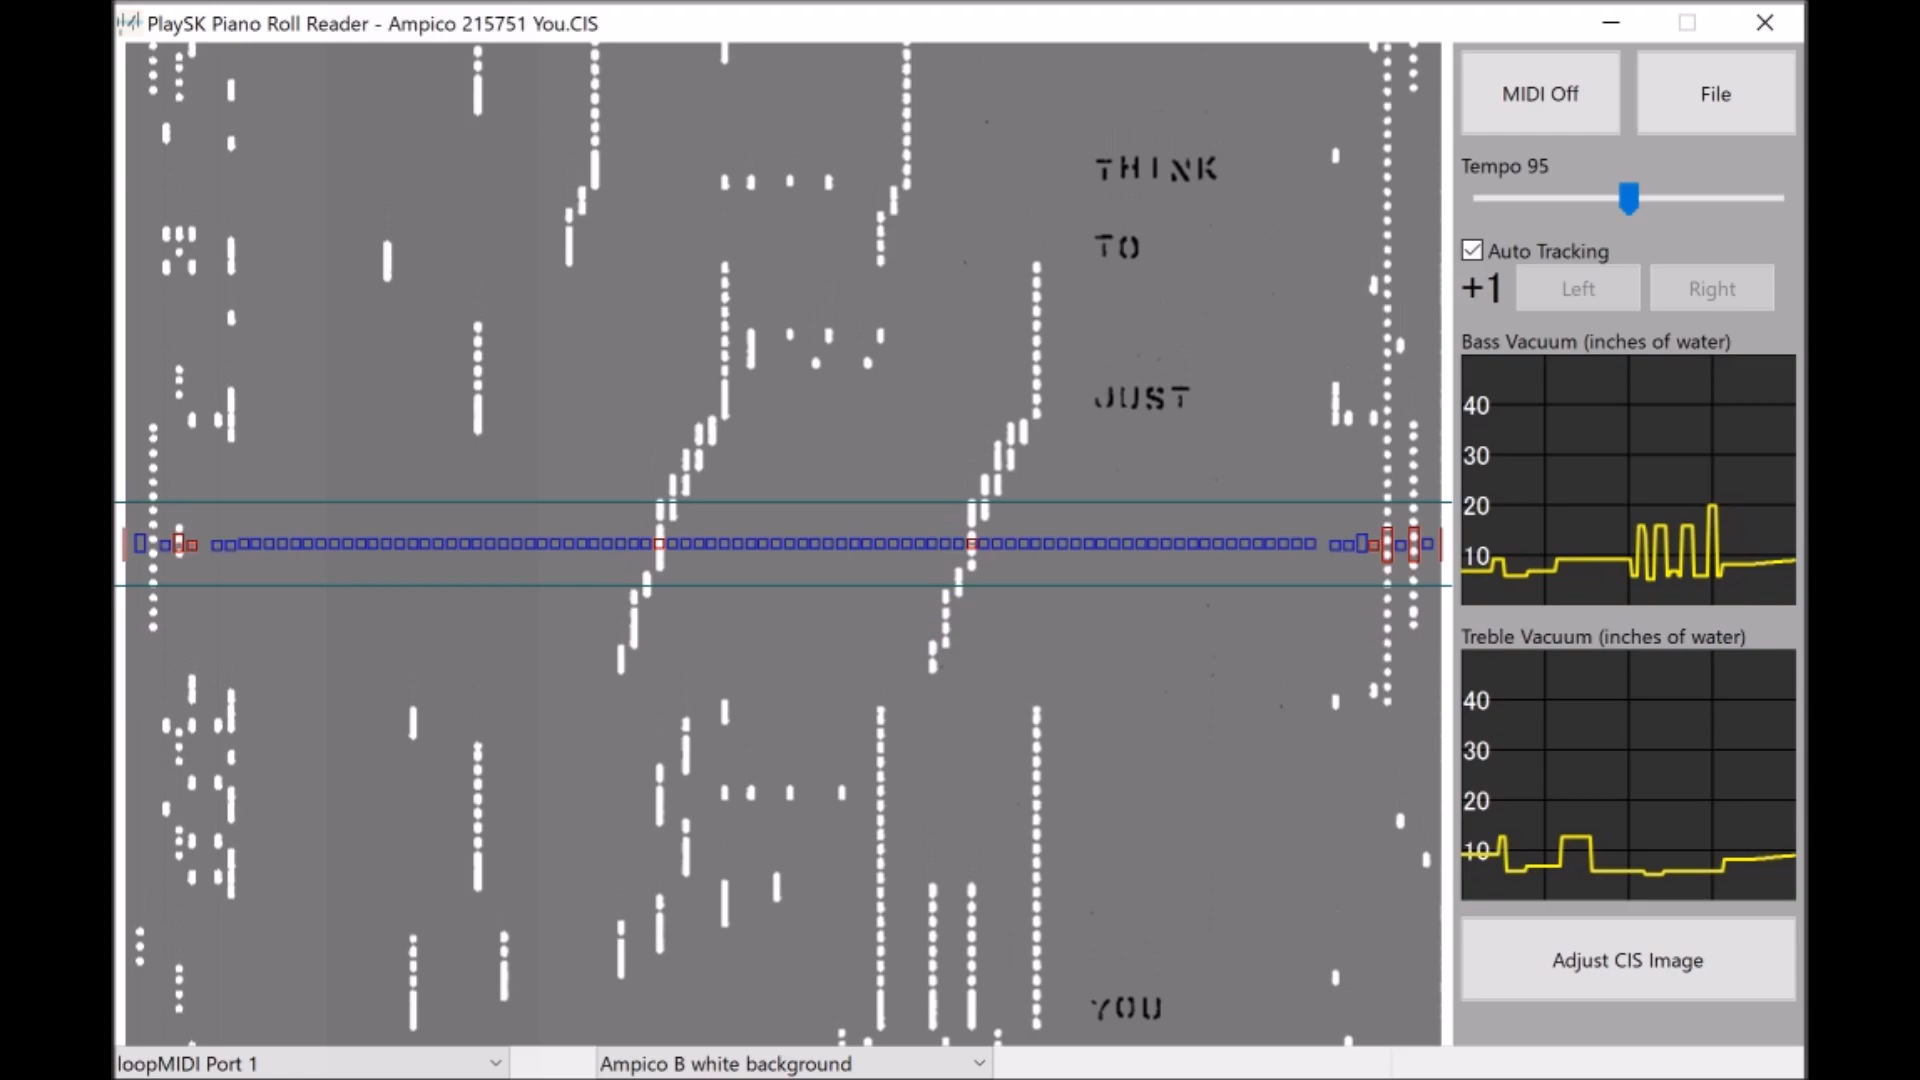 PlaySK Piano Roll Reader - Ampico 215751 You.CIS
MIDI Off
File
Tempo 95
Auto Tracking
+1
Left
Right
Bass Vacuum (inches of water)
40
30
20
10
Treble Vacuum (inches of water)
40
30
20
10
Adjust CIS Image
THINK
TO
JUST
YOU
loopMIDI Port 1
Ampico B white background